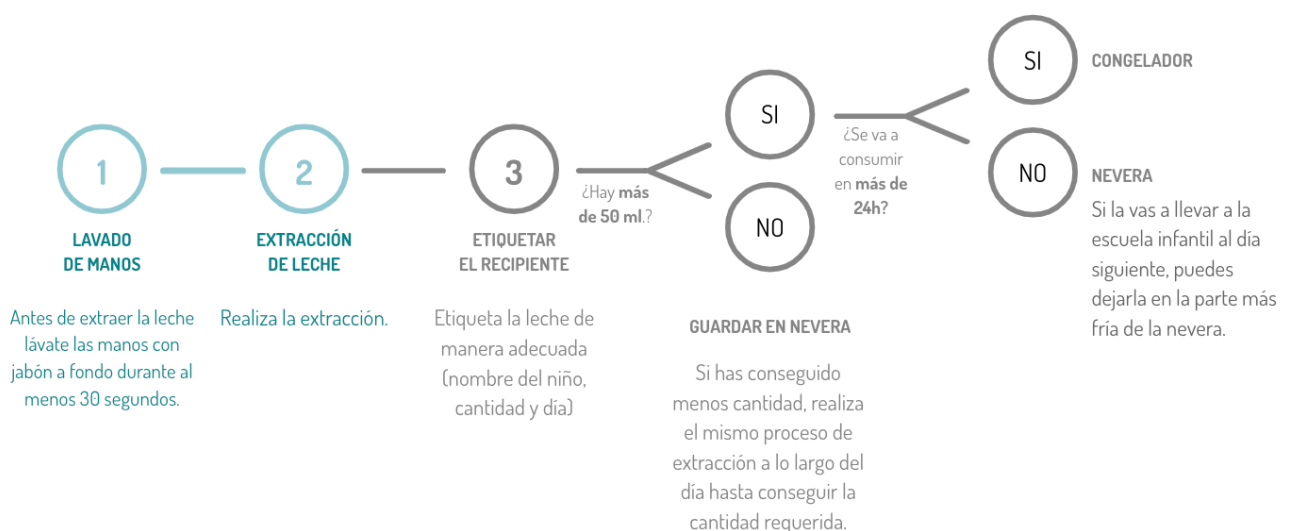 1
LAVADO
DE MANOS
Antes de extraer la leche
lávate las manos con
jabón a fondo durante al
menos 30 segundos.
2
EXTRACCIÓN
DE LECHE
Realiza la extracción.
3
ETIQUETAR
EL RECIPIENTE
Etiqueta la leche de
manera adecuada
(nombre del niño,
cantidad y día)
¿Hay más
de 50 ml.?
SI
NO
GUARDAR EN NEVERA
Si has conseguido
menos cantidad, realiza
el mismo proceso de
extracción a lo largo del
día hasta conseguir la
cantidad requerida.
¿Se va a
consumir
en más de
24h?
SI
CONGELADOR
NO
NEVERA
Si la vas a llevar a la
escuela infantil al día
siguiente, puedes
dejarla en la parte más
fría de la nevera.